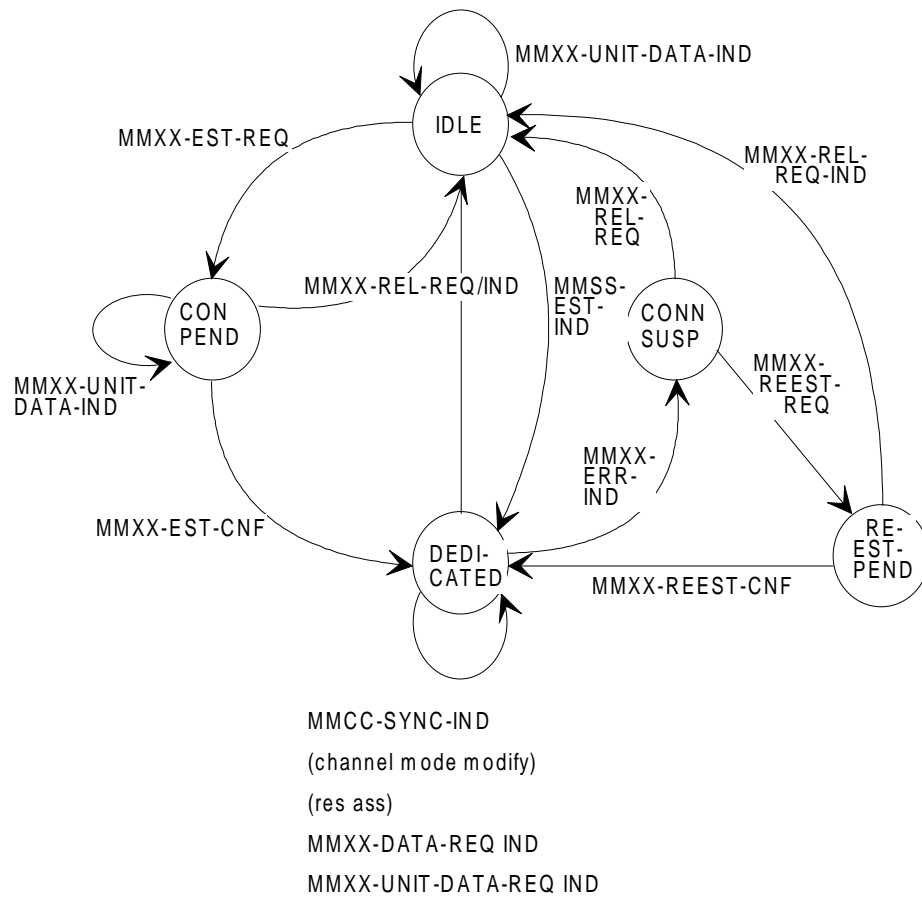 MMXX-UNIT-DATA-IND
IDLE
MMXX-EST-REQ
MMXX-REL-
REQ-IND
MMXX-
REL-
REQ
MMXX-REL-REQ/IND
MMSS-
EST-
IND
CON
PEND
CONN
SUSP
MMXX-UNIT-
DATA-IND
MMXX-
REEST-
REQ
MMXX-
ERR-
IND
MMXX-EST-CNF
DEDI-
CATED
RE-
EST-
PEND
MMXX-REEST-CNF
MMCC-SYNC-IND
(channel mode modify)
(res ass)
MMXX-DATA-REQ IND
MMXX-UNIT-DATA-REQ IND